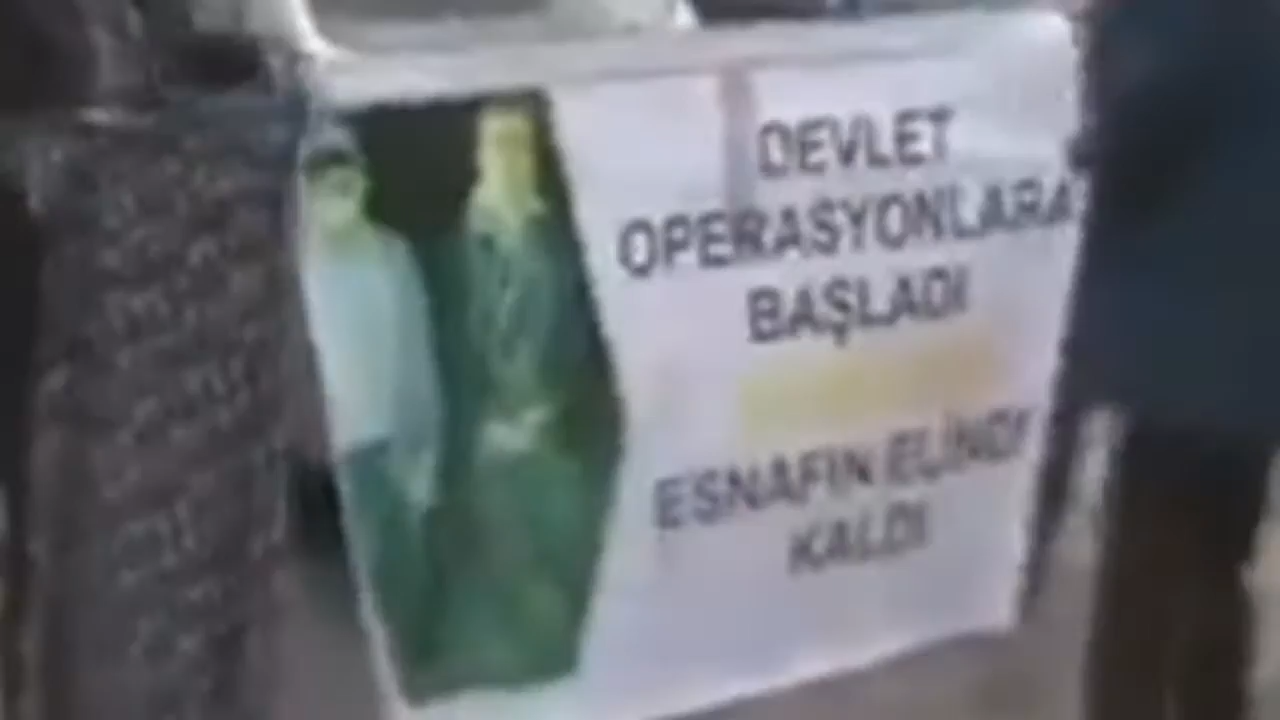 DEVLET
OPERASYONLARA
BAŞLADI
ESNAFIN ELİNDE
KALDI